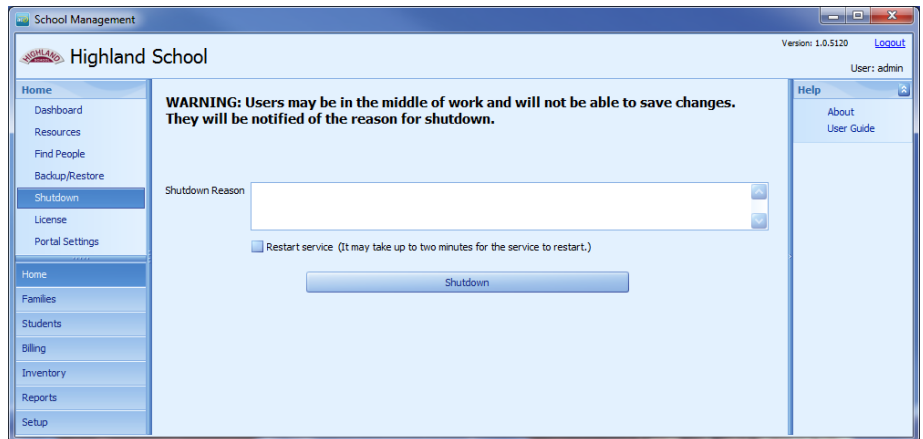 School Management
HIGHLAND
Highland School
Version: 1.0.5120
Logout
User: admin
Home
Dashboard
Resources
Find People
Backup/Restore
Shutdown
License
Portal Settings
Home
Families
Students
Billing
Inventory
Reports
Setup
WARNING: Users may be in the middle of work and will not be able to save changes.
They will be notified of the reason for shutdown.
Shutdown Reason
Restart service (It may take up to two minutes for the service to restart.)
Shutdown
Help
About
User Guide